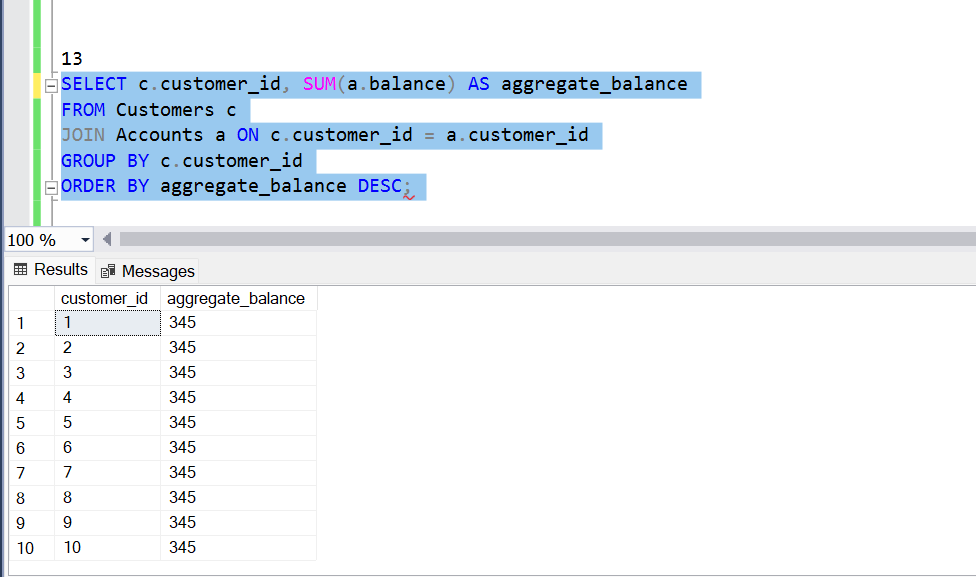 13
SELECT c.customer_id, SUM(a.balance) AS aggregate_balance
FROM Customers c
JOIN Accounts a ON c.customer_id = a.customer_id
GROUP BY c.customer_id
ORDER BY aggregate_balance DESC;
100 %
Results Messages
customer_id aggregate_balance
1 1 345
2 2 345
3 3 345
4 4 345
5 5 345
6 6 345
7 7 345
8 8 345
9 9 345
10 10 345